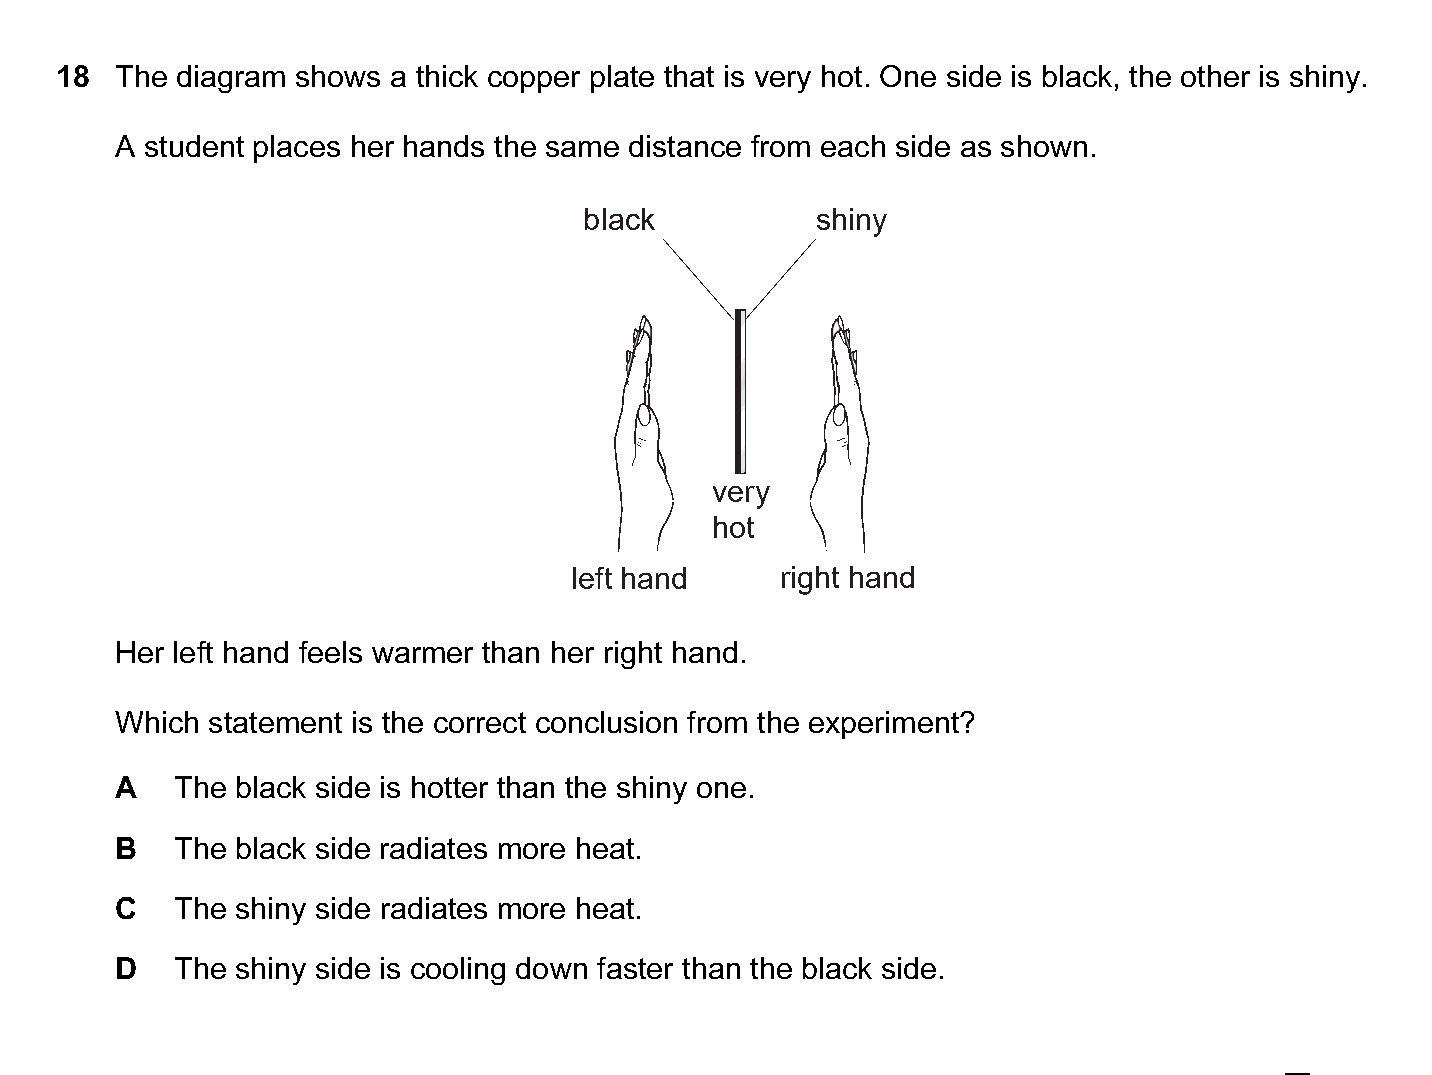 18 The diagram shows a thick copper plate that is very hot. One side is black, the other is shiny.
A student places her hands the same distance from each side as shown.
black shiny
very
hot
left hand right hand
Her left hand feels warmer than her right hand.
Which statement is the correct conclusion from the experiment?
A The black side is hotter than the shiny one.
B The black side radiates more heat.
C The shiny side radiates more heat.
D The shiny side is cooling down faster than the black side.